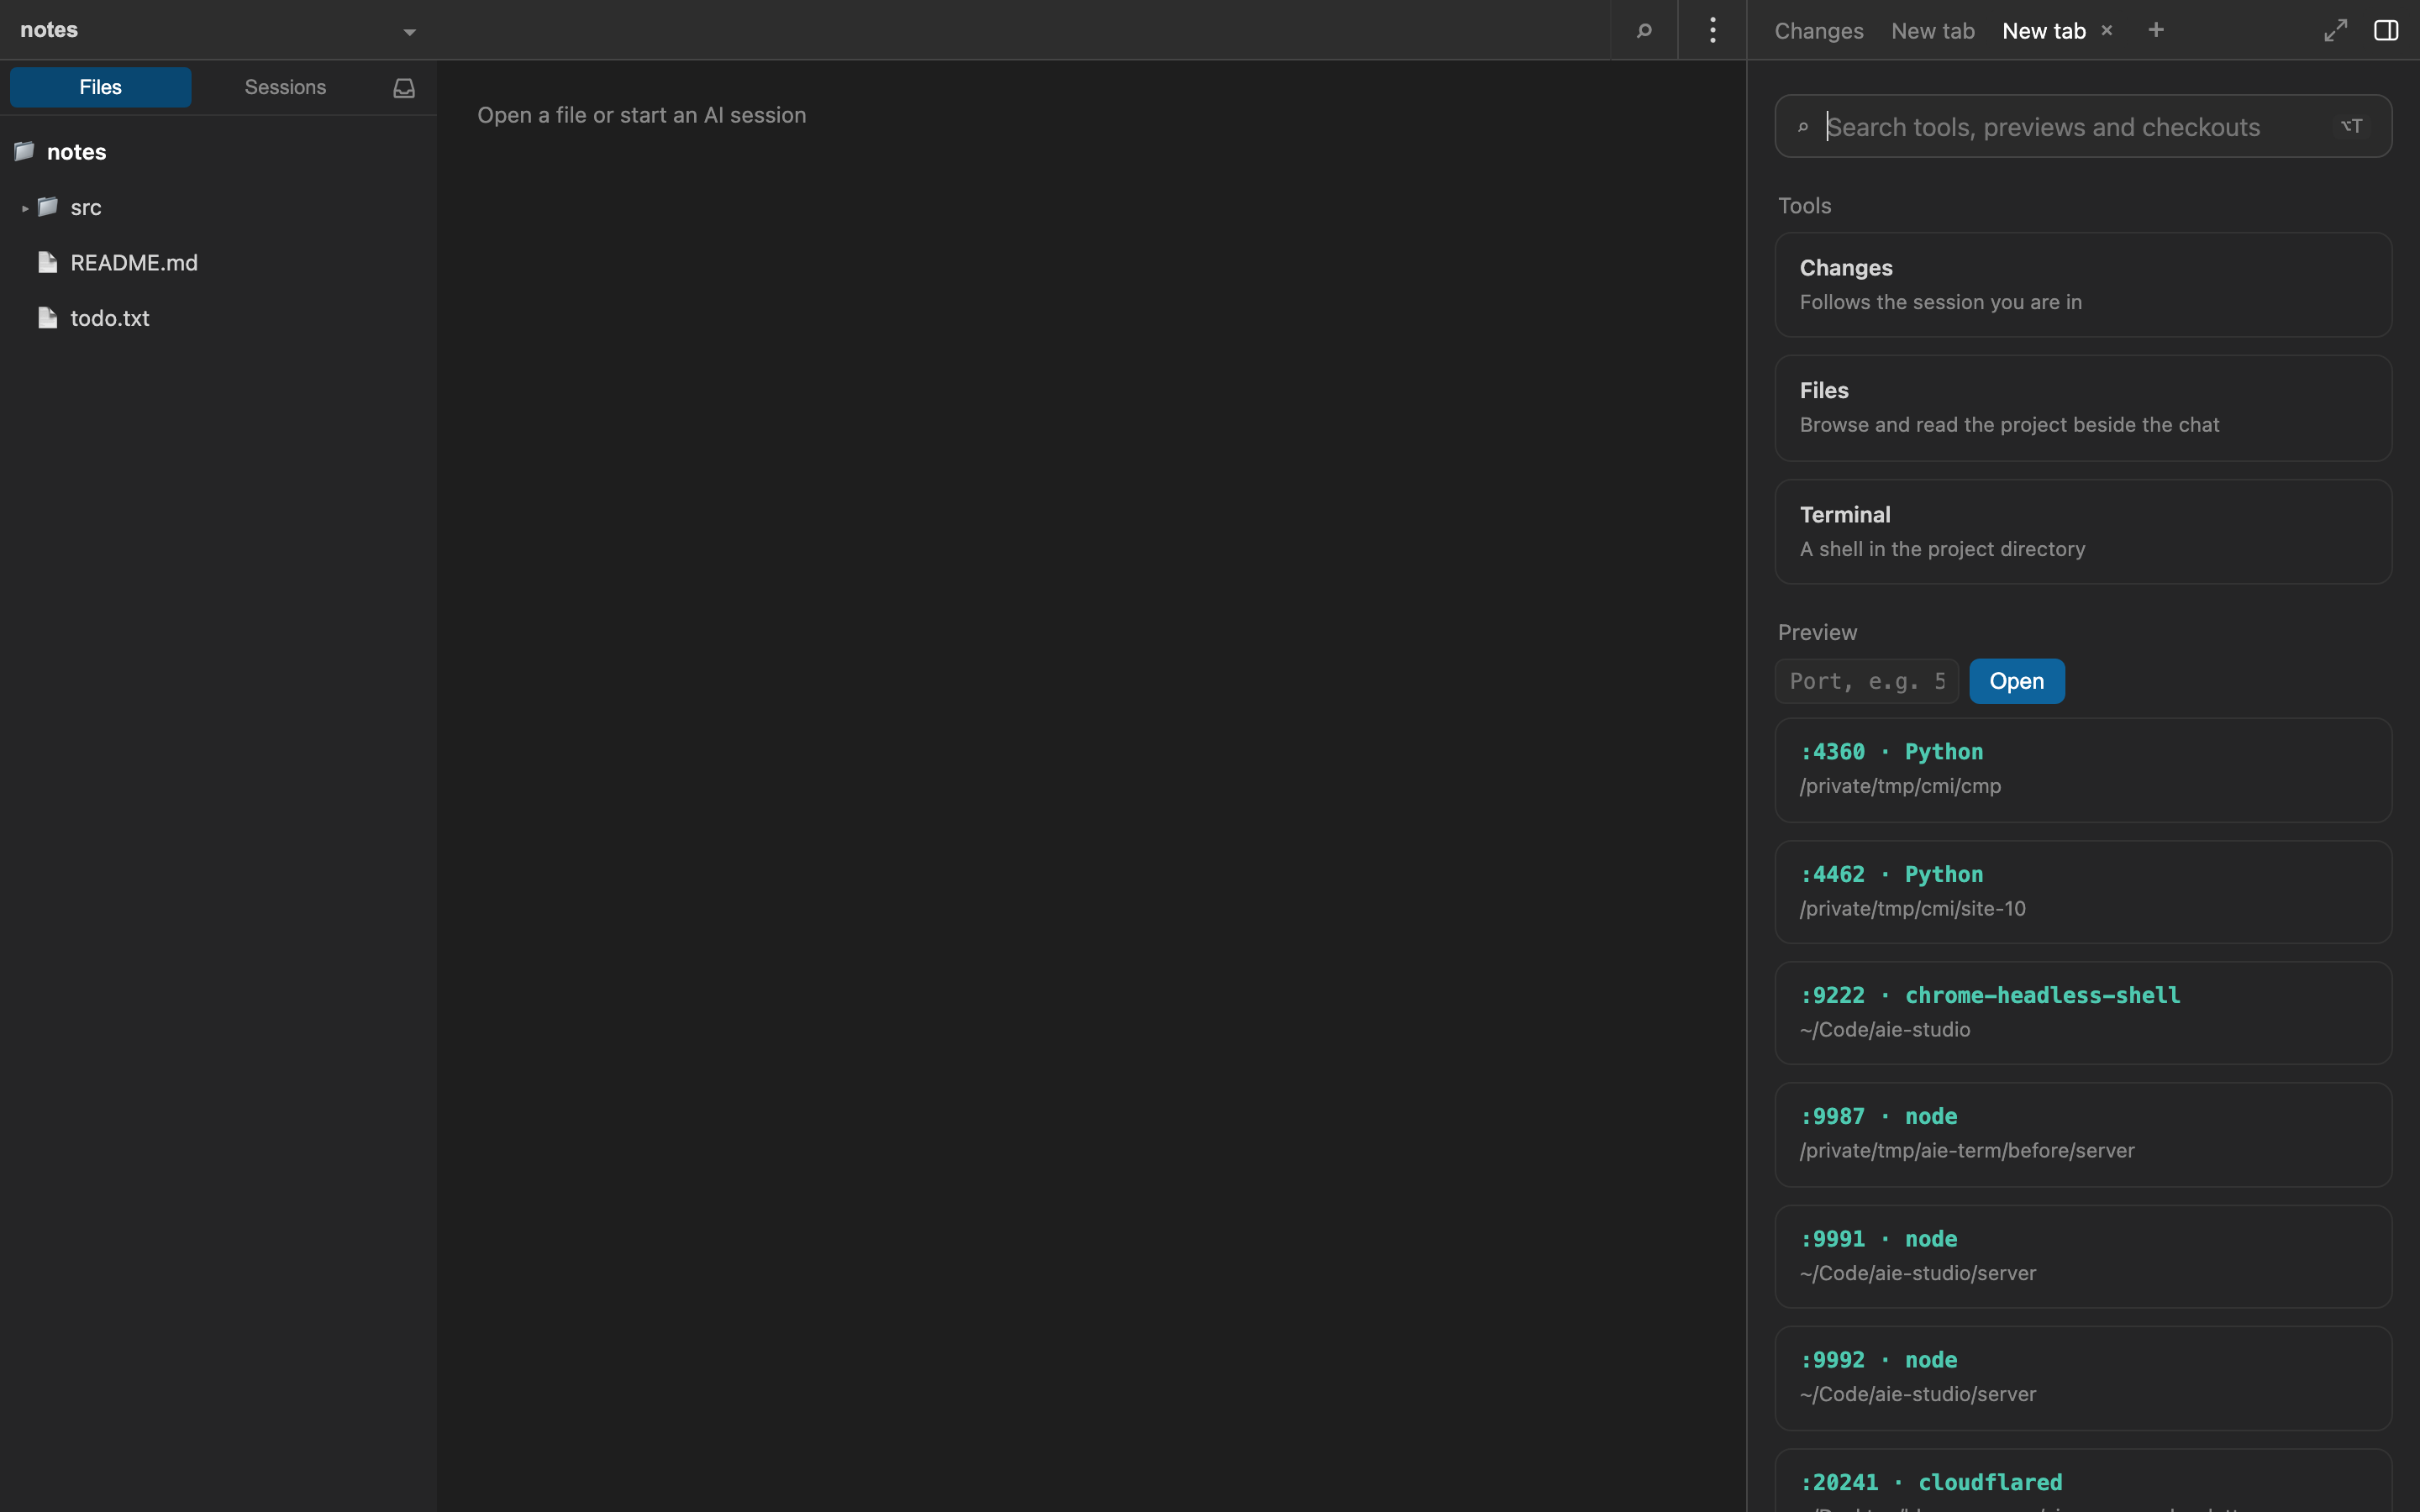 notes
Changes
New tab
New tab
Files
Sessions
notes
src
README.md
todo.txt
Open a file or start an AI session
Search tools, previews and checkouts
⌥T
Tools
Changes
Follows the session you are in
Files
Browse and read the project beside the chat
Terminal
A shell in the project directory
Preview
Port, e.g. 5
Open
:4360 · Python
/private/tmp/cmi/cmp
:4462 · Python
/private/tmp/cmi/site-10
:9222 · chrome-headless-shell
~/Code/aie-studio
:9987 · node
/private/tmp/aie-term/before/server
:9991 · node
~/Code/aie-studio/server
:9992 · node
~/Code/aie-studio/server
:20241 · cloudflared